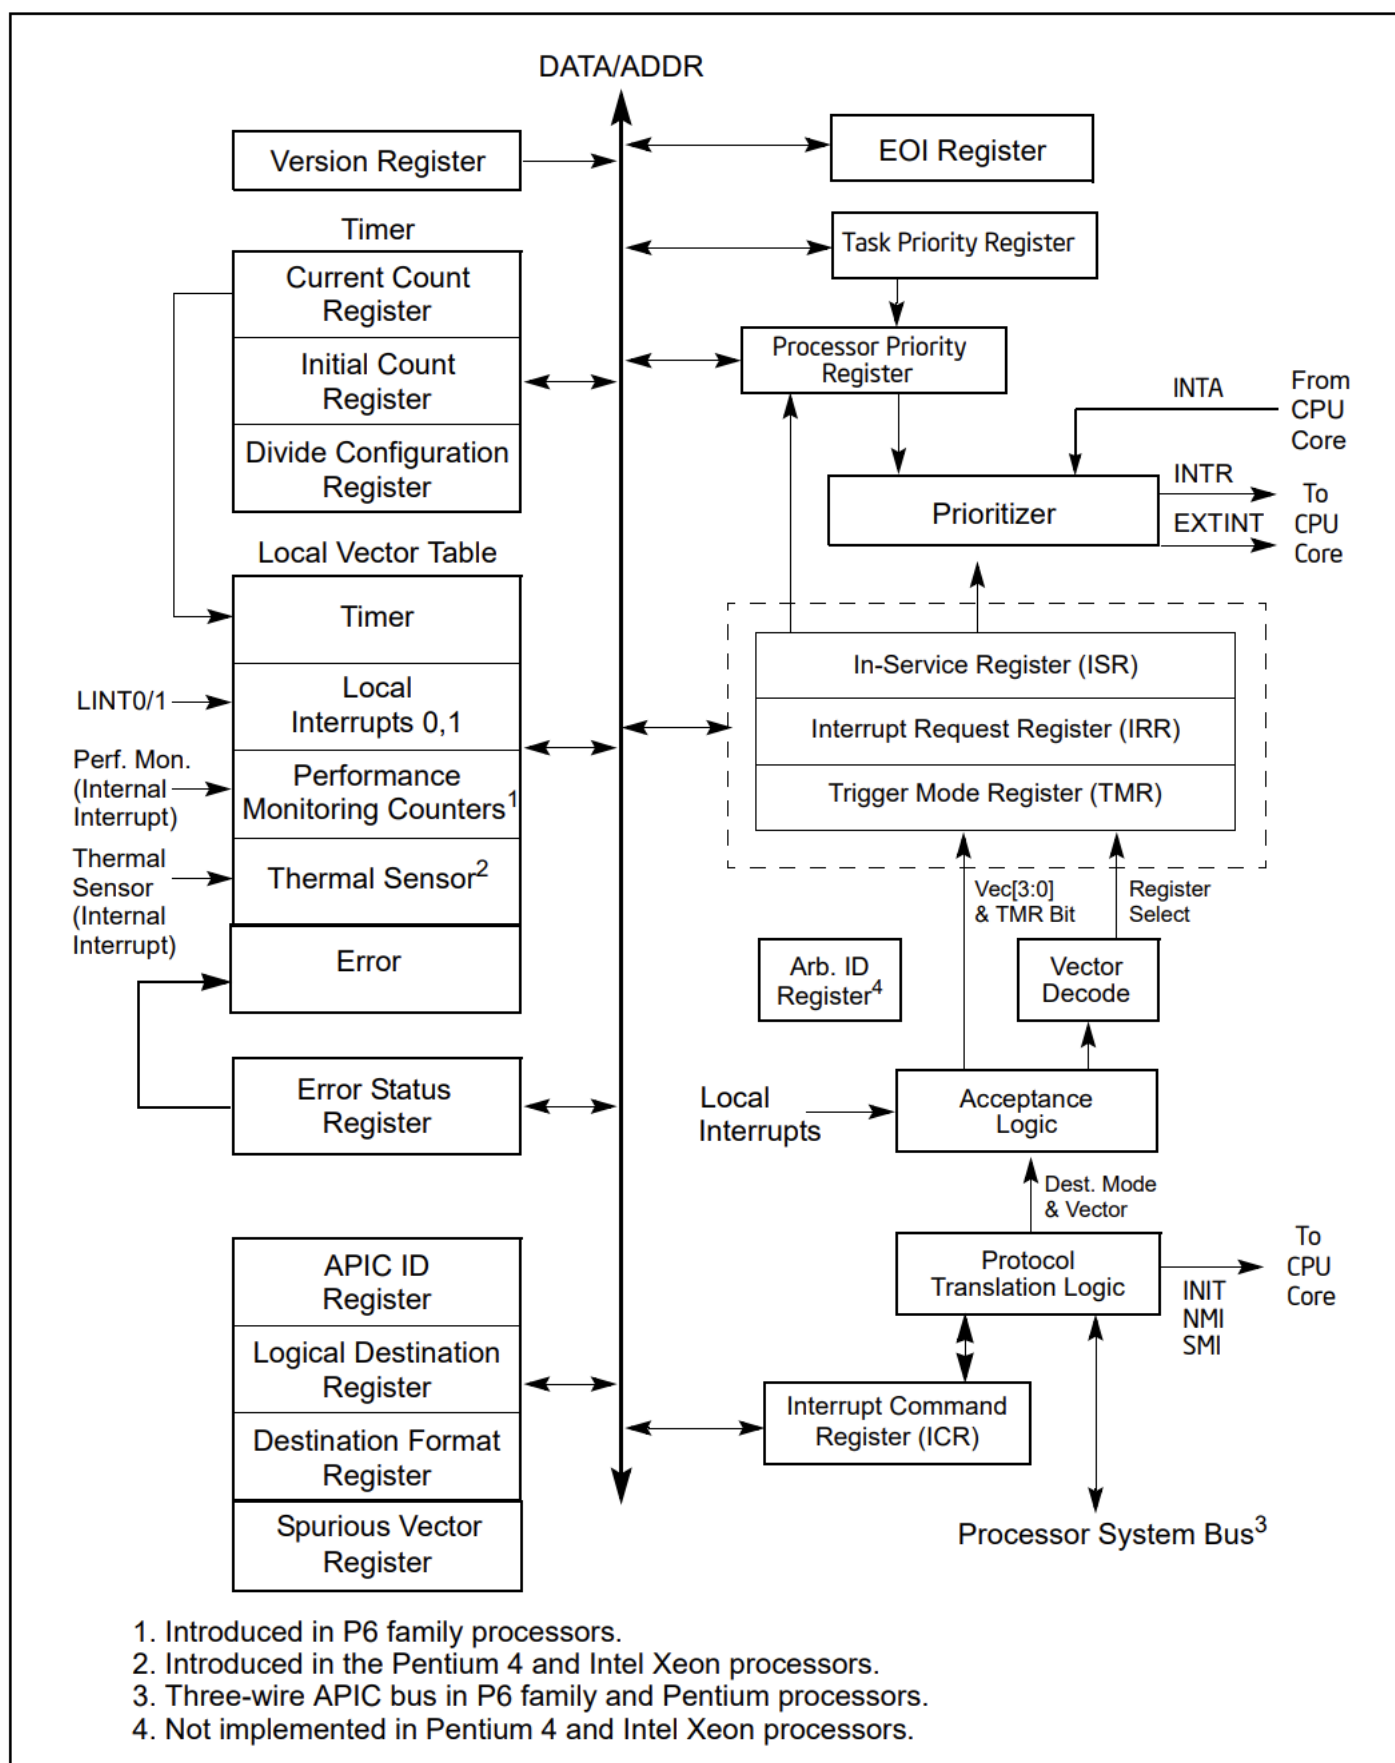 DATA/ADDR
Version Register
EOI Register
Timer
Task Priority Register
Current Count
Register
Initial Count
Register
Divide Configuration
Register
Processor Priority
Register
INTA
From
CPU
Core
Prioritizer
INTR
EXTINT
To
CPU
Core
Local Vector Table
Timer
Local
Interrupts 0,1
Performance
Monitoring Counters1
Thermal Sensor2
Error
LINT0/1
Perf. Mon.
(Internal
Interrupt)
Thermal
Sensor
(Internal
Interrupt)
In-Service Register (ISR)
Interrupt Request Register (IRR)
Trigger Mode Register (TMR)
Vec[3:0]
& TMR Bit
Register
Select
Arb. ID
Register4
Vector
Decode
Error Status
Register
Local
Interrupts
Acceptance
Logic
Dest. Mode
& Vector
Protocol
Translation Logic
INIT
NMI
SMI
To
CPU
Core
APIC ID
Register
Logical Destination
Register
Destination Format
Register
Spurious Vector
Register
Interrupt Command
Register (ICR)
Processor System Bus3
1. Introduced in P6 family processors.
2. Introduced in the Pentium 4 and Intel Xeon processors.
3. Three-wire APIC bus in P6 family and Pentium processors.
4. Not implemented in Pentium 4 and Intel Xeon processors.